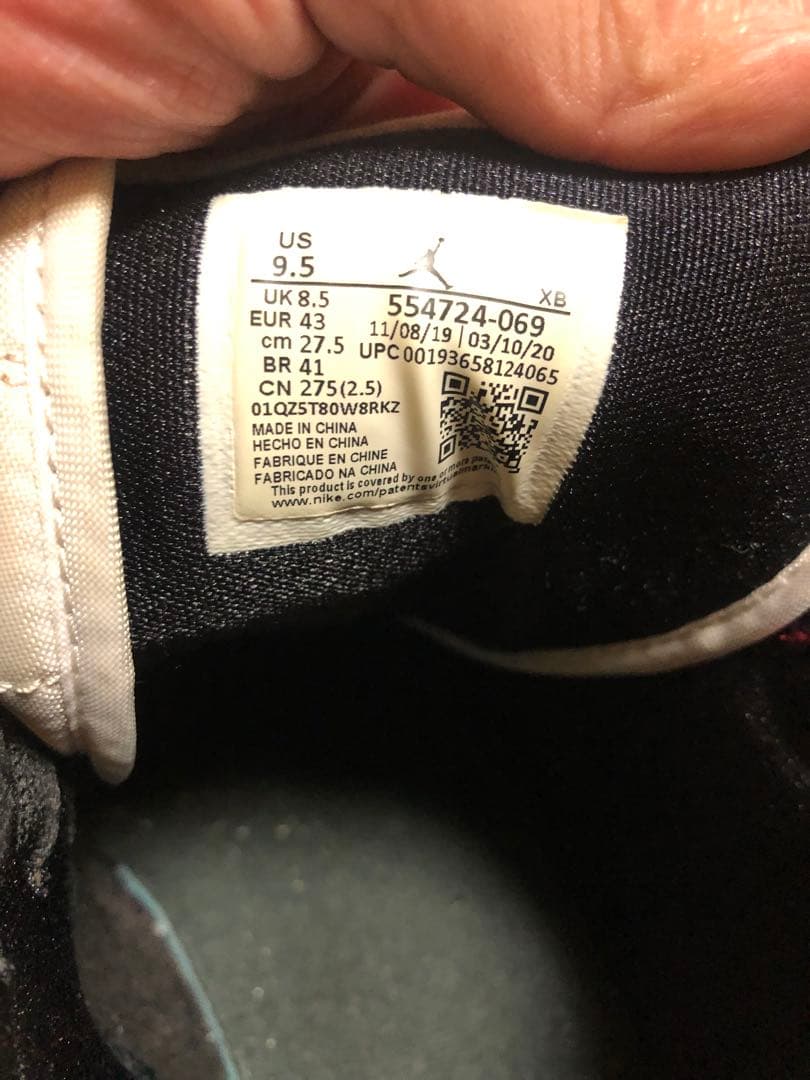 US
9.5
XB
UK 8.5
EUR 43
cm 27.5
BR 41
CN 275(2.5)
554724-069
11/08/19 | 03/10/20
UPC 00193658124065
01QZ5T80W8RKZ
MADE IN CHINA
HECHO EN CHINA
FABRIQUE EN CHINE
FABRICADO NA CHINA
This product is covered by one or more
www.nike.com/patents